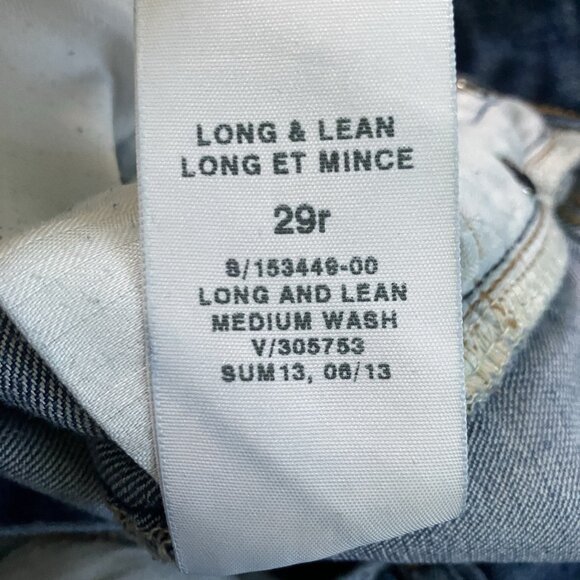 LONG & LEAN
LONG ET MINCE
29r
S/153449-00
LONG AND LEAN
MEDIUM WASH
V/305753
SUM13, 06/13